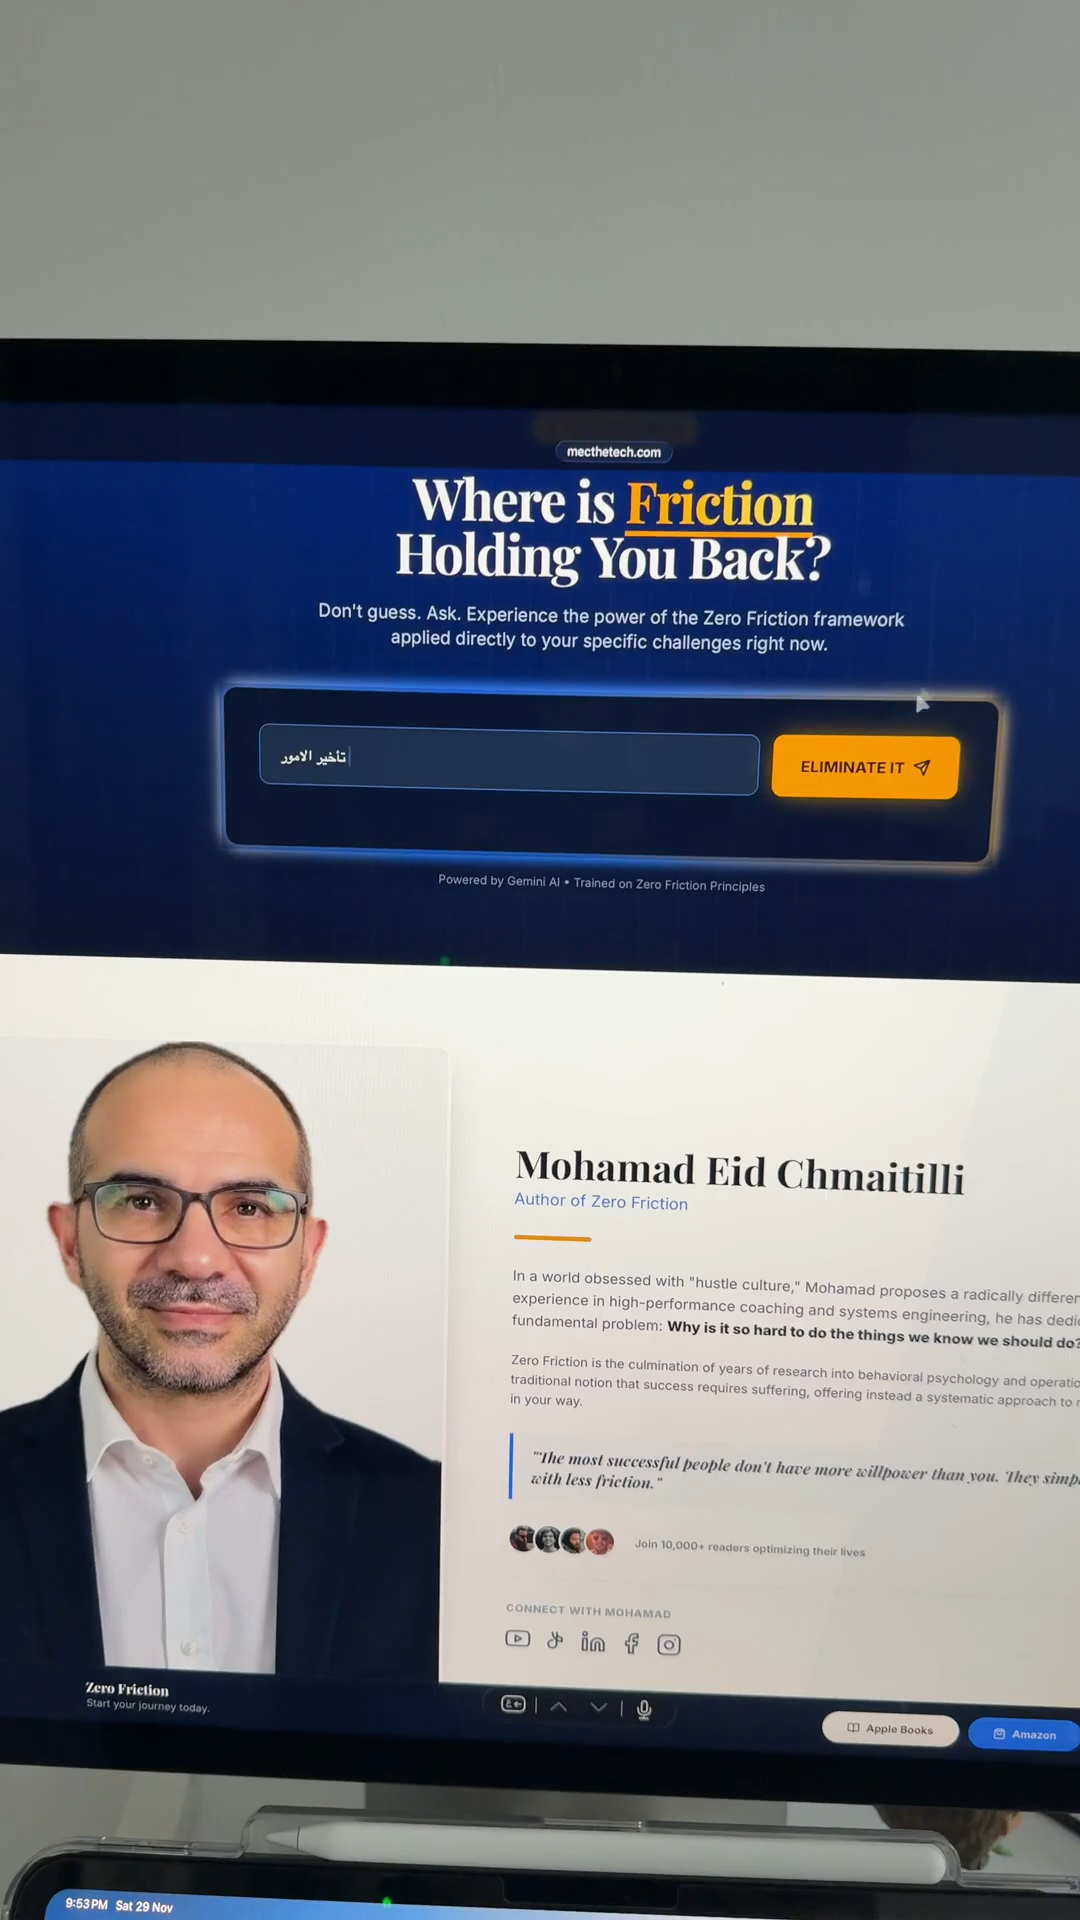 mecthetech.com
Where is Friction
Holding You Back?
Don't guess. Ask. Experience the power of the Zero Friction framework
applied directly to your specific challenges right now.
تأخير الامور
ELIMINATE IT
Powered by Gemini AI • Trained on Zero Friction Principles
Mohamad Eid Chmaitilli
Author of Zero Friction
In a world obsessed with "hustle culture," Mohamad proposes a radically
experience in high-performance coaching and systems engineering, he has
fundamental problem: Why is it so hard to do the things we know we should do?
Zero Friction is the culmination of years of research into behavioral psychology and
traditional notion that success requires suffering, offering instead a systematic approach to
in your way.
"'The most successful people don't have more willpower than you. They
with less friction."
Join 10,000+ readers optimizing their lives
CONNECT WITH MOHAMAD
Zero Friction
Start your journey today.
Apple Books
Amazon
9:53 PM Sat 29 Nov